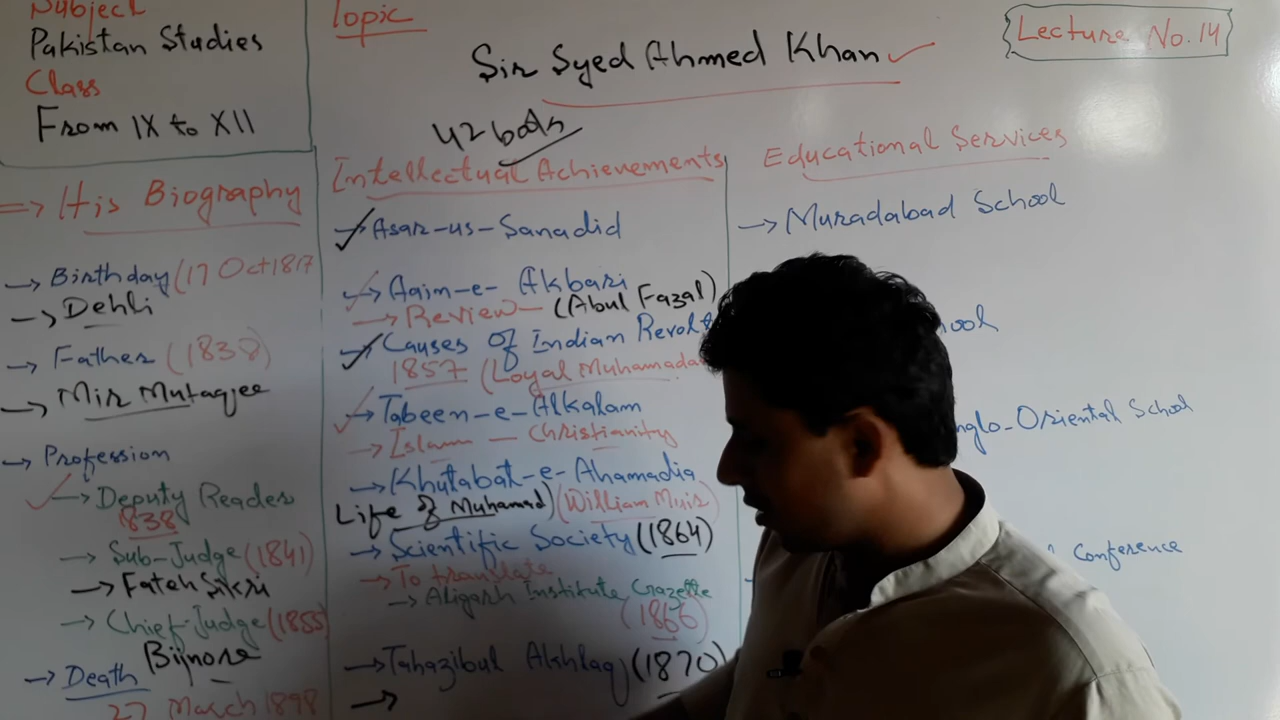 Subject
Pakistan Studies
Class
From IX to XII
Topic
Sir Syed Ahmed Khan
Lecture No. 14
42 books
=> His Biography
→ Birthday (17 Oct 1817
→ Dehli
→ Father (1838)
→ Mir Mutaqee
→ Profession
→ Deputy Reader
1838
→ Sub-Judge (1841)
→ Fateh Sikri
→ Chief-Judge (1855)
Bijnore
→ Death
27 March 1898
Intellectual Achievements
→ Asar-us-Sanadid
→ Aain-e-Akbari
→ Review — (Abul Fazal)
→ Causes of Indian Revolt
1857 (Loyal Muhamada
→ Tabeen-e-Alkalam
→ Islam — Christianity
→ Khutabat-e-Ahamadia
Life of Muhamad) (William Muir)
→ Scientific Society (1864)
→ To translate
→ Aligarh Institute Gazette
(1866)
→ Tahazibul Akhlaq (1870)
→
Educational Services
→ Muradabad School
hool
nglo-Oriental School
Conference